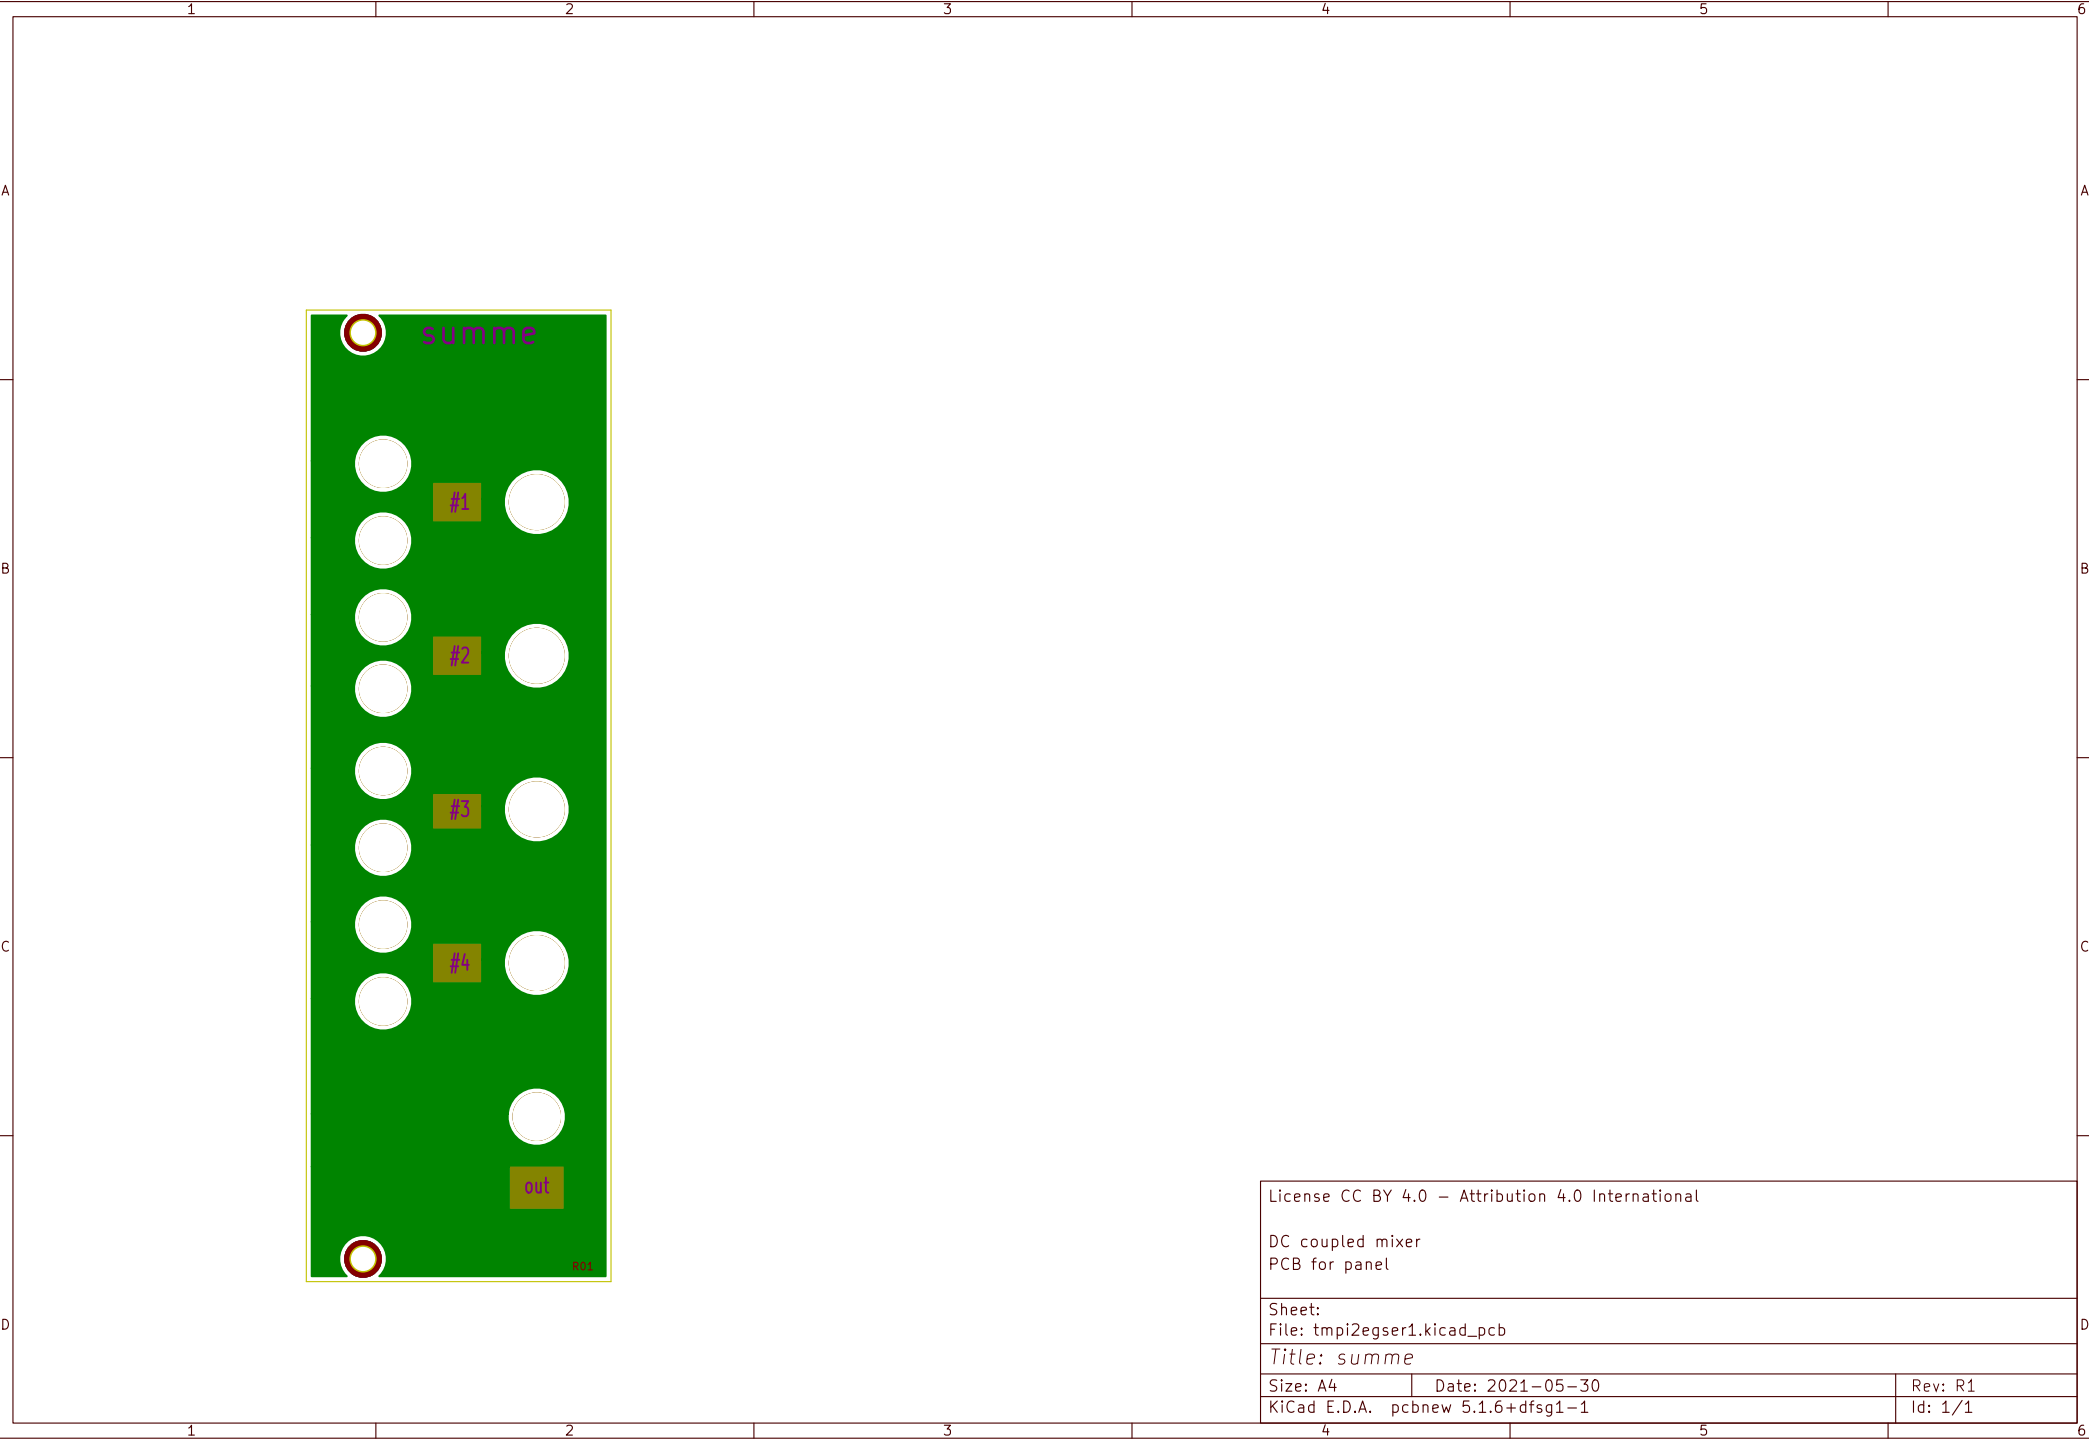 1 2 3 4 5 6
A A
summe
#1
B B
#2
#3
C C
#4
out
R01
License CC BY 4.0 - Attribution 4.0 International
DC coupled mixer
PCB for panel
Sheet:
File: tmpi2egser1.kicad_pcb
D D
Title: summe
Size: A4 Date: 2021-05-30 Rev: R1
KiCad E.D.A. pcbnew 5.1.6+dfsg1-1 Id: 1/1
1 2 3 4 5 6